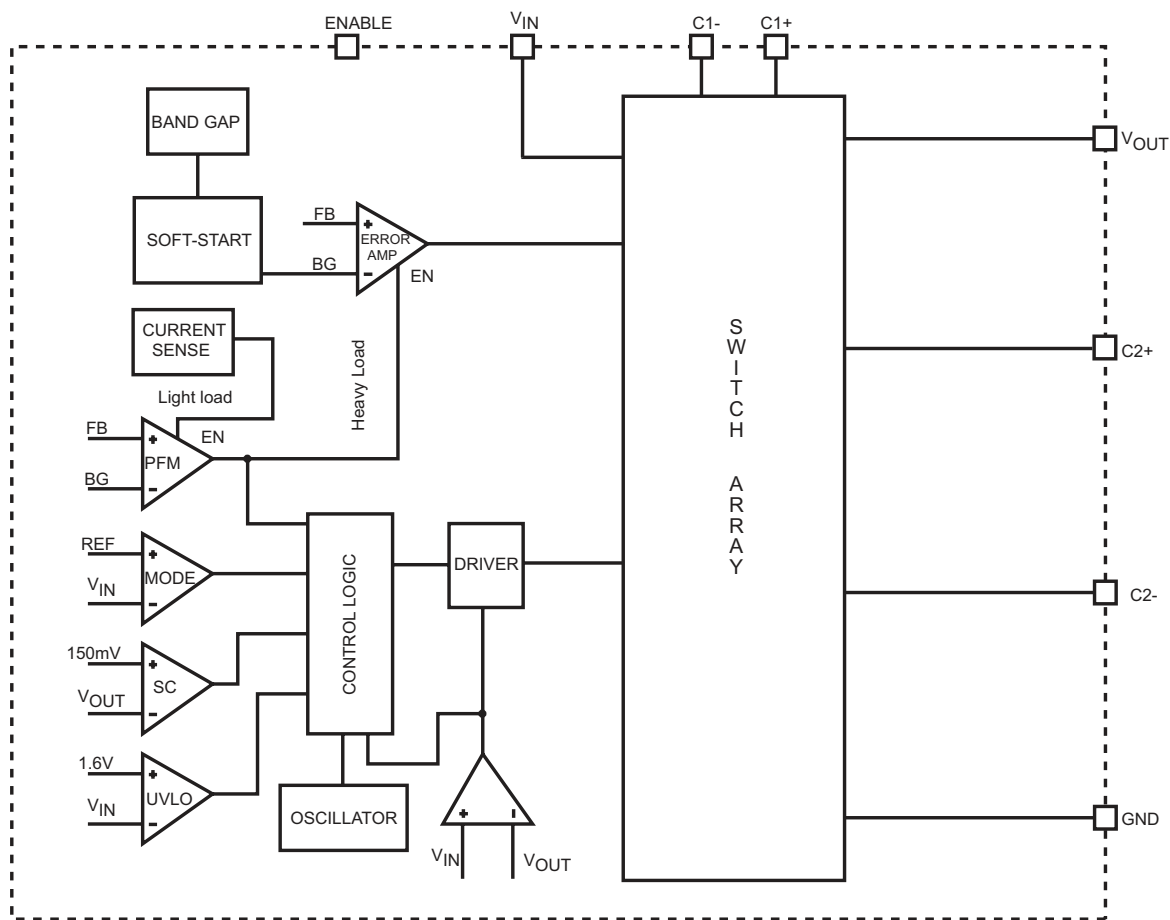 ENABLE
VIN
C1-
C1+
BAND GAP
VOUT
SOFT-START
FB
+
ERROR
AMP
BG
-
EN
CURRENT
SENSE
Light load
Heavy Load
SWITCH ARRAY
C2+
FB
+
EN
PFM
BG
-
REF
+
MODE
VIN
-
CONTROL LOGIC
DRIVER
C2-
150mV
+
SC
VOUT
-
1.6V
+
UVLO
VIN
-
OSCILLATOR
+
-
VIN
VOUT
GND